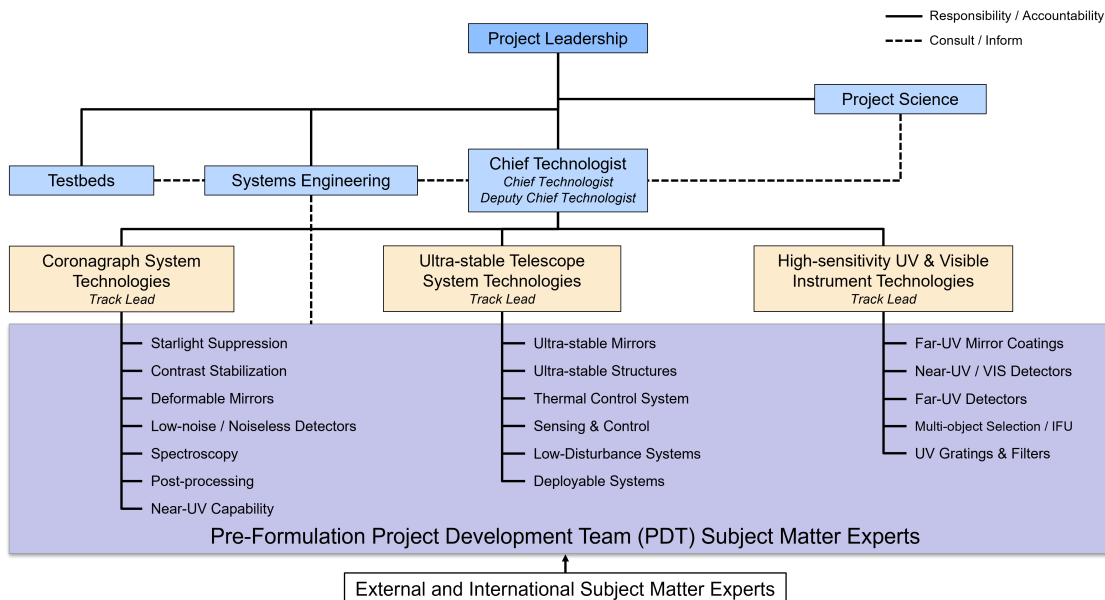 Responsibility / Accountability
Consult / Inform
Project Leadership
Project Science
Testbeds
Systems Engineering
Chief Technologist
Chief Technologist
Deputy Chief Technologist
Coronagraph System
Technologies
Track Lead
Ultra-stable Telescope
System Technologies
Track Lead
High-sensitivity UV & Visible
Instrument Technologies
Track Lead
Starlight Suppression
Contrast Stabilization
Deformable Mirrors
Low-noise / Noiseless Detectors
Spectroscopy
Post-processing
Near-UV Capability
Ultra-stable Mirrors
Ultra-stable Structures
Thermal Control System
Sensing & Control
Low-Disturbance Systems
Deployable Systems
Far-UV Mirror Coatings
Near-UV / VIS Detectors
Far-UV Detectors
Multi-object Selection / IFU
UV Gratings & Filters
Pre-Formulation Project Development Team (PDT) Subject Matter Experts
External and International Subject Matter Experts